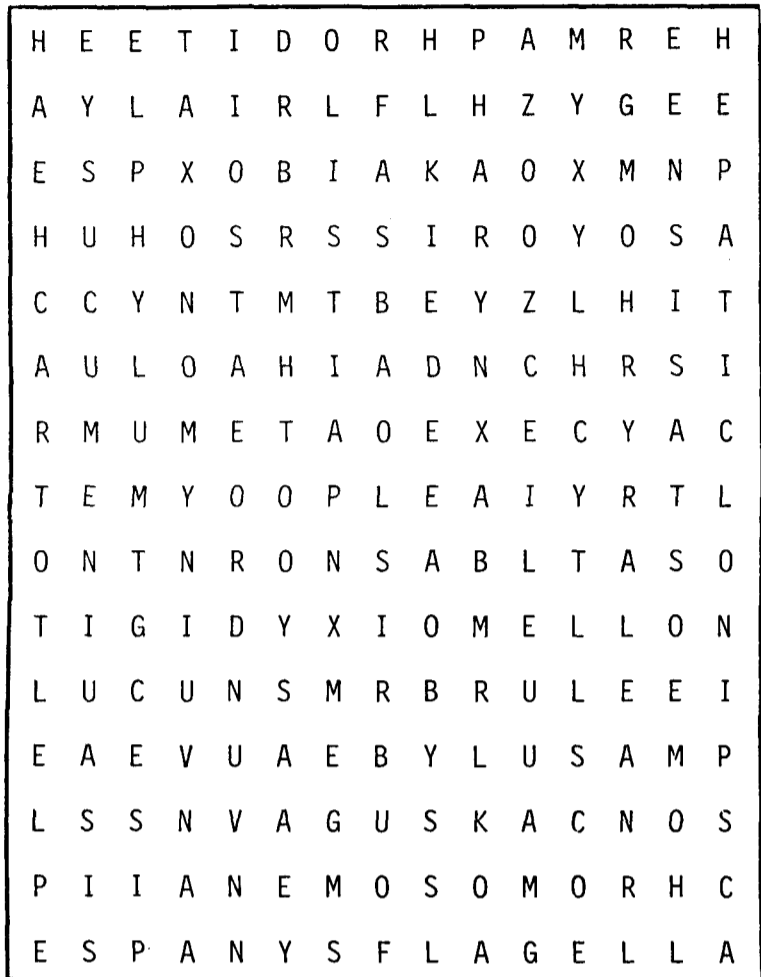 H E E T I D O R H P A M R E H
A Y L A I R L F L H Z Y G E E
E S P X O B I A K A O X M N P
H U H O S R S S I R O Y O S A
C C Y N T M T B E Y Z L H I T
A U L O A H I A D N C H R S I
R M U M E T A O E X E C Y A C
T E M Y O O P L E A I Y R T L
O N T N R O N S A B L T A S O
T I G I D Y X I O M E L L O N
L U C U N S M R B R U L E E I
E A E V U A E B Y L U S A M P
L S S N V A G U S K A C N O S
P I I A N E M O S O M O R H C
E S P A N Y S F L A G E L L A